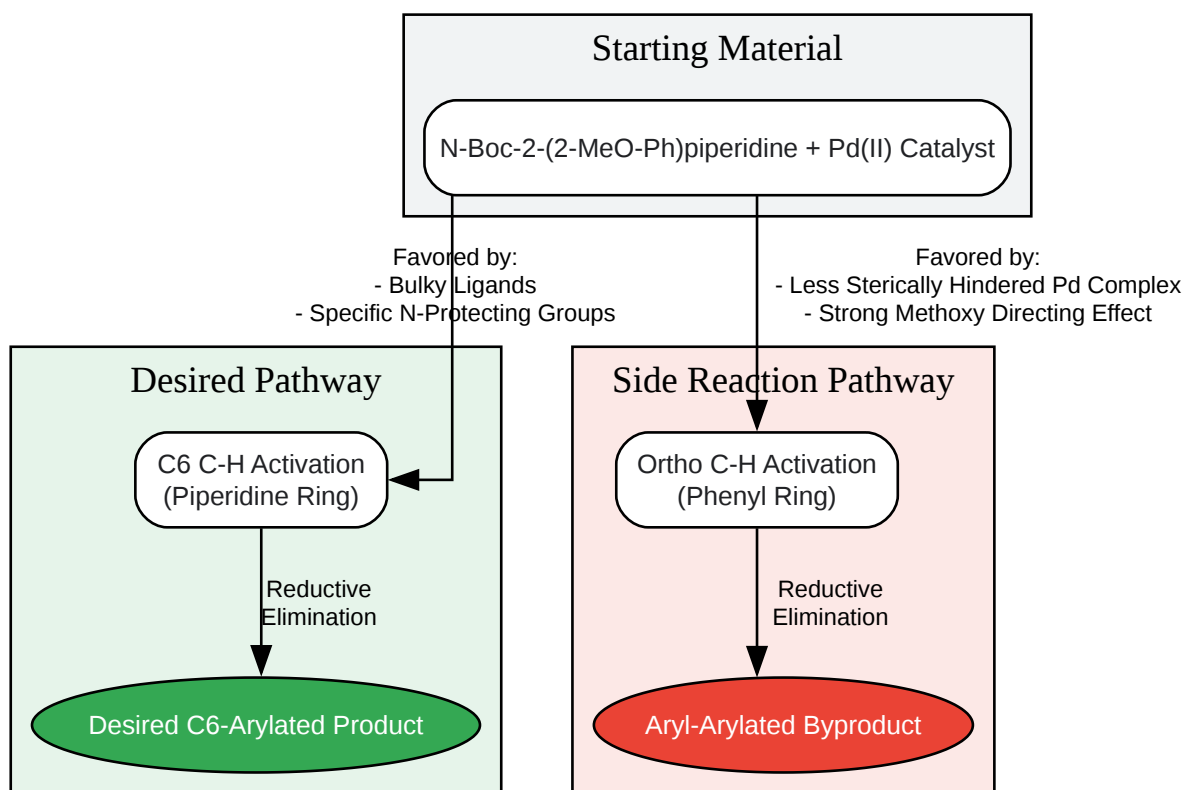 Starting Material
N-Boc-2-(2-MeO-Ph)piperidine + Pd(II) Catalyst
Favored by:
- Bulky Ligands
- Specific N-Protecting Groups
Favored by:
- Less Sterically Hindered Pd Complex
- Strong Methoxy Directing Effect
Desired Pathway
C6 C-H Activation
(Piperidine Ring)
Reductive
Elimination
Desired C6-Arylated Product
Side Reaction Pathway
Ortho C-H Activation
(Phenyl Ring)
Reductive
Elimination
Aryl-Arylated Byproduct